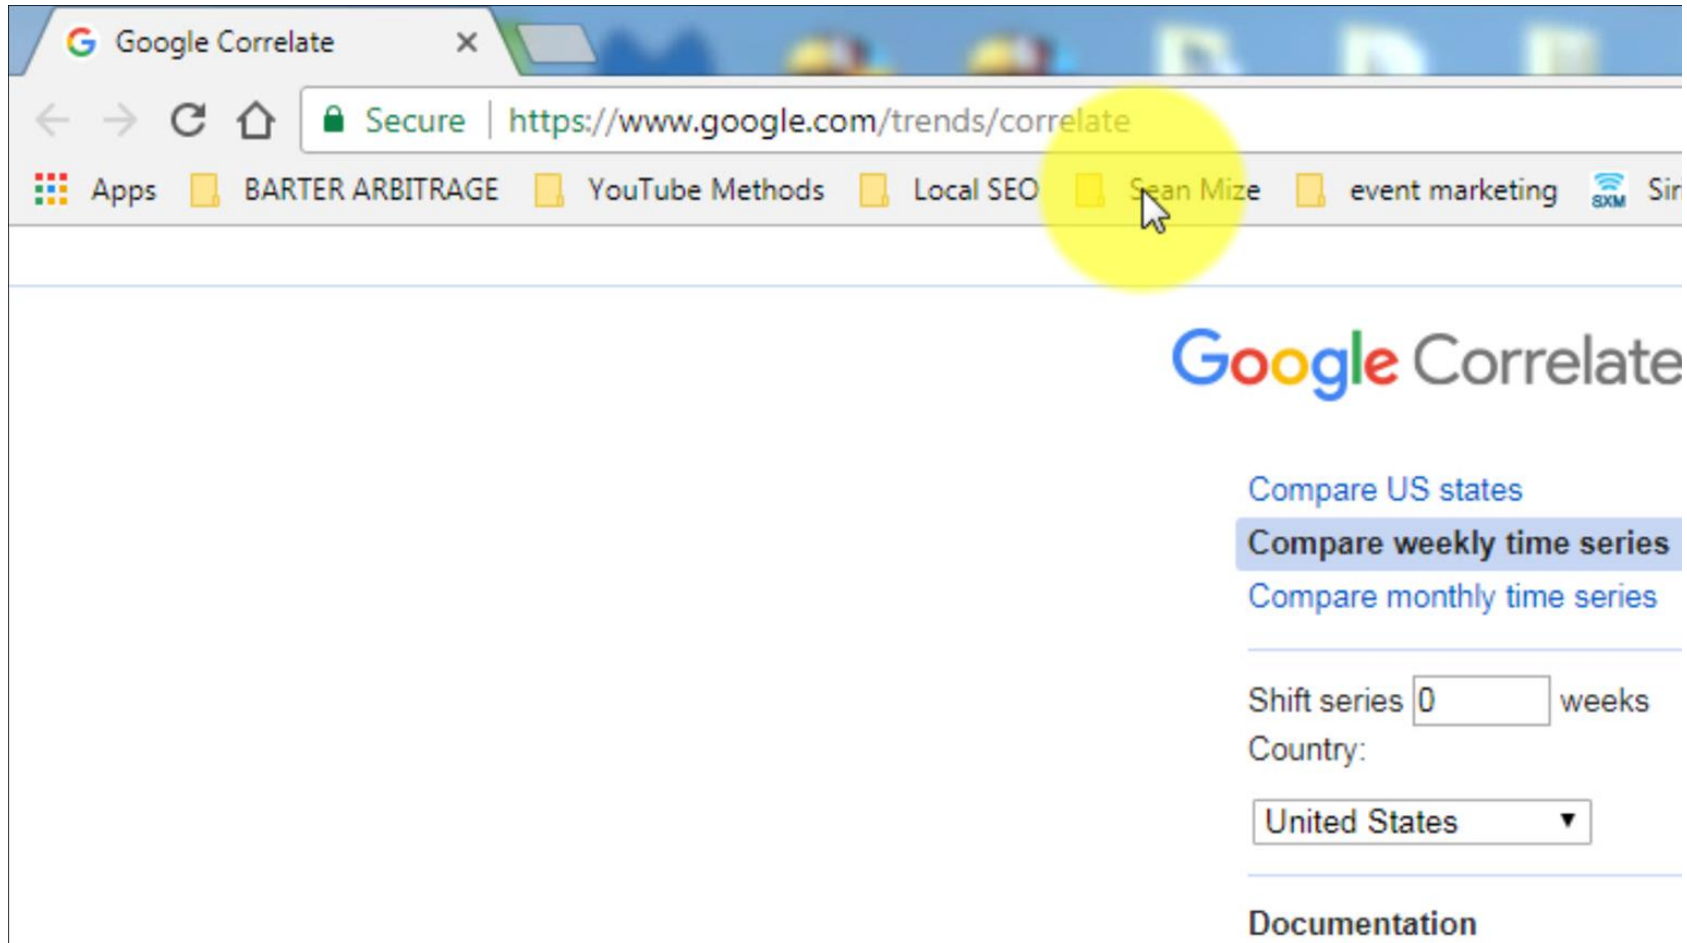 Google Correlate
Secure | https://www.google.com/trends/correlate
Apps BARTER ARBITRAGE YouTube Methods Local SEO Sean Mize event marketing SXM Siri
Google Correlate
Compare US states
Compare weekly time series
Compare monthly time series
Shift series 0 weeks
Country:
United States
Documentation